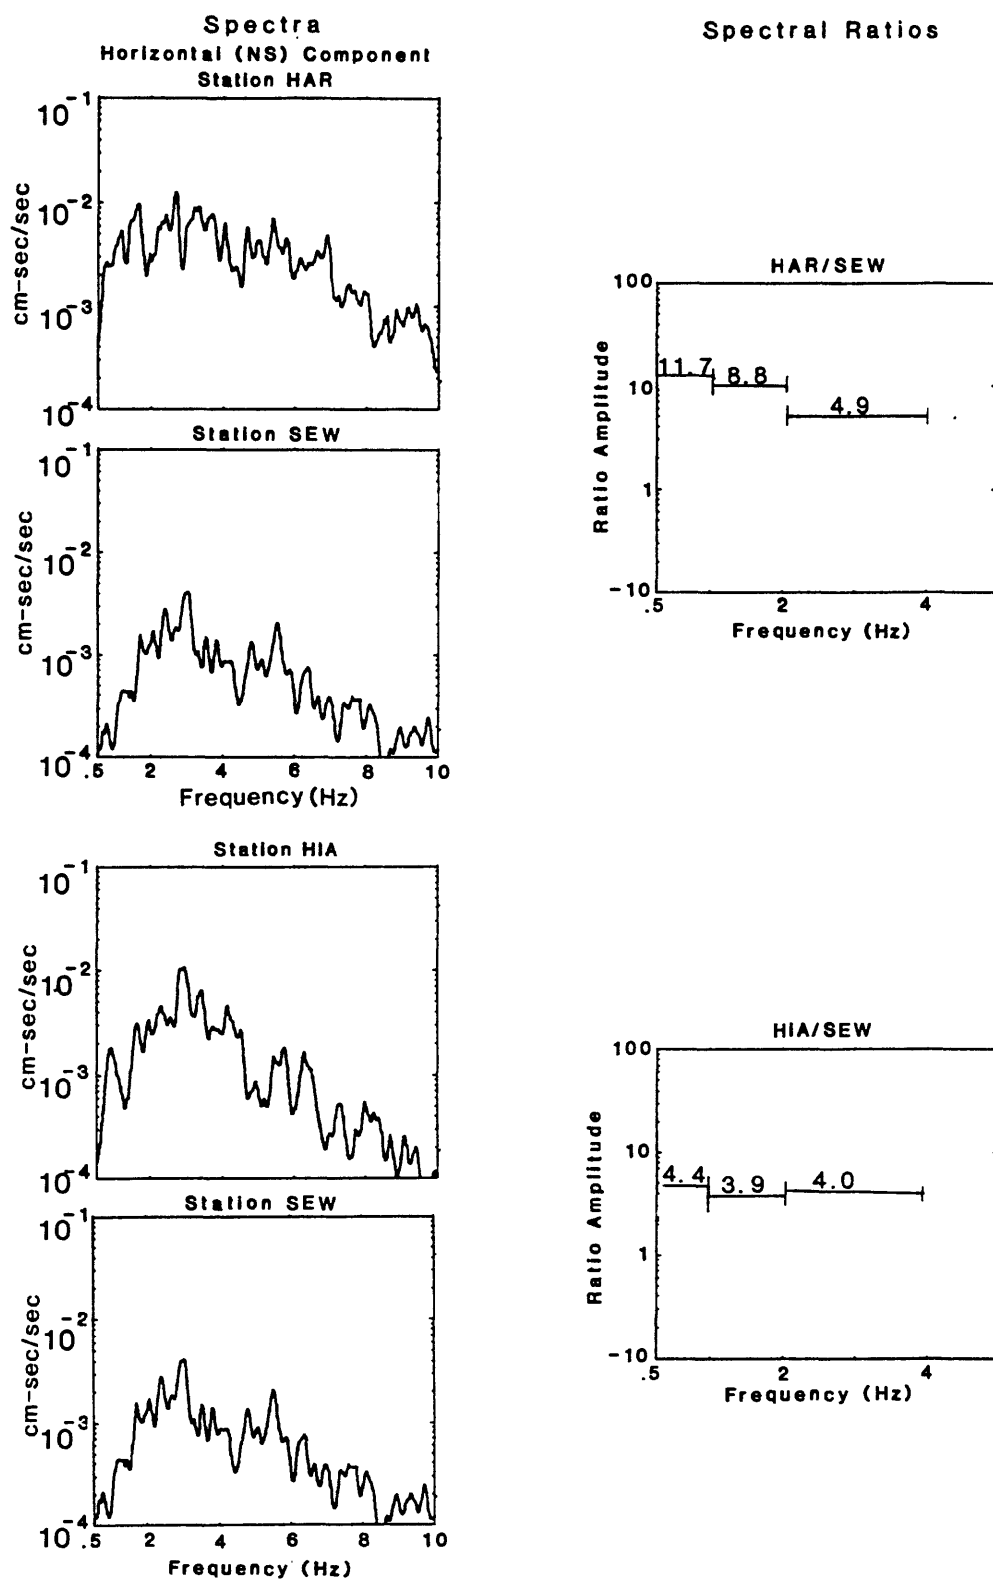 Spectra
Horizontal (NS) Component
Station HAR
10-1
10-2
10-3
10-4
cm-sec/sec
Station SEW
10-1
10-2
10-3
10-4
cm-sec/sec
.5 2 4 6 8 10
Frequency (Hz)
Station HIA
10-1
10-2
10-3
10-4
cm-sec/sec
Station SEW
10-1
10-2
10-3
10-4
cm-sec/sec
.5 2 4 6 8 10
Frequency (Hz)
Spectral Ratios
HAR/SEW
100
10
1
-10
Ratio Amplitude
11.7 8.8 4.9
.5 2 4
Frequency (Hz)
HIA/SEW
100
10
1
-10
Ratio Amplitude
4.4 3.9 4.0
.5 2 4
Frequency (Hz)